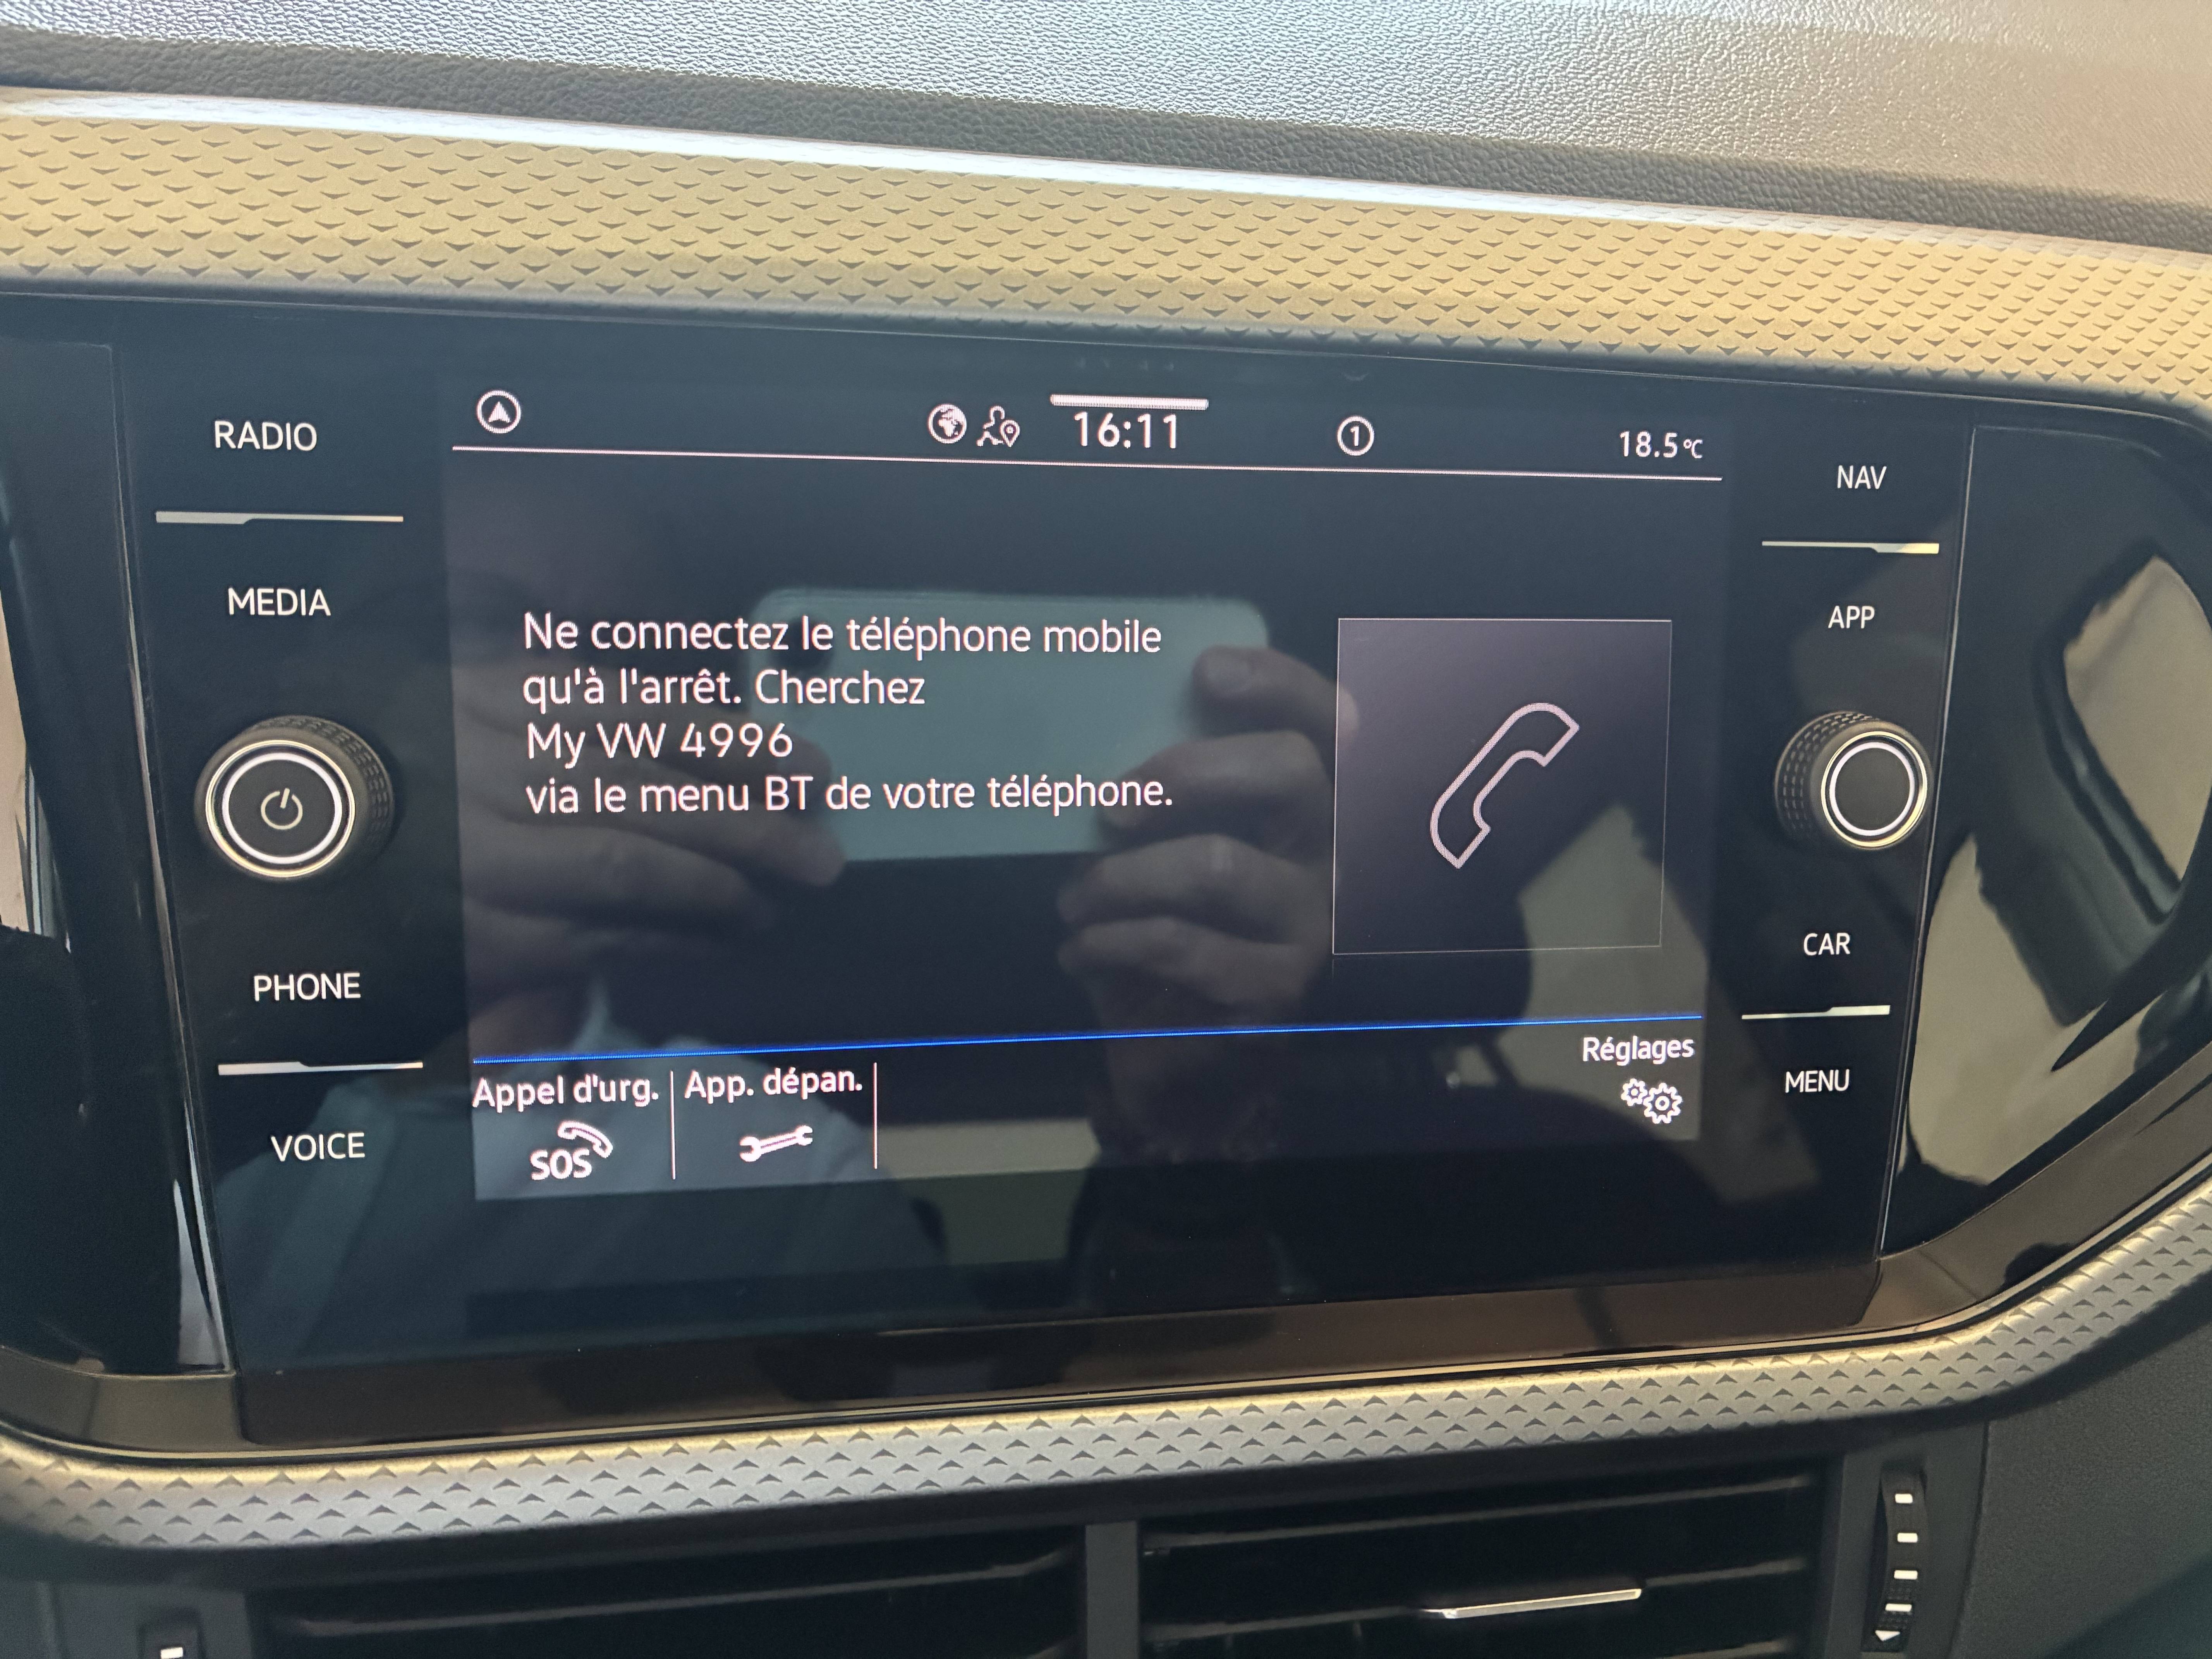 RADIO
MEDIA
PHONE
VOICE
16:11
1
18.5°C
Ne connectez le téléphone mobile
qu'à l'arrêt. Cherchez
My VW 4996
via le menu BT de votre téléphone.
Appel d'urg.
SOS
App. dépan.
Réglages
NAV
APP
CAR
MENU